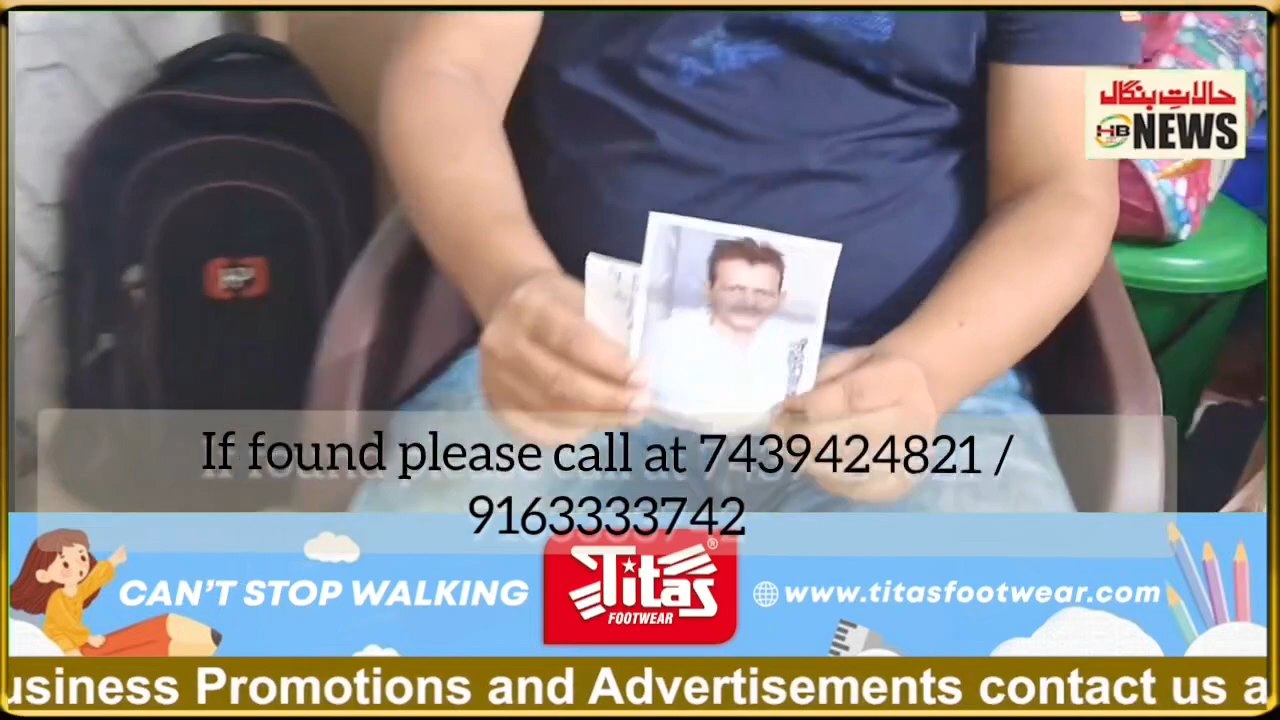 حالاتِ بنگال
HB NEWS
If found please call at 7439424821 /
9163333742
CAN'T STOP WALKING
Titas®
FOOTWEAR
www.titasfootwear.com
usiness Promotions and Advertisements contact us a